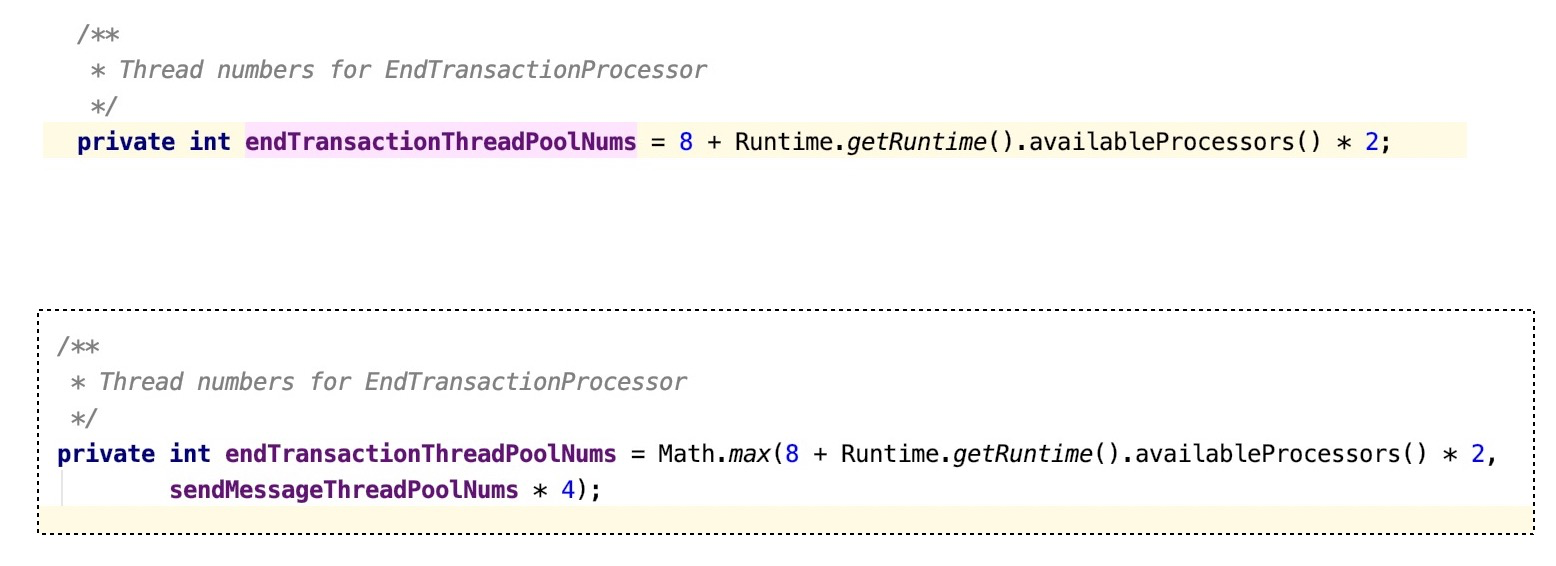 /**
* Thread numbers for EndTransactionProcessor
*/
private int endTransactionThreadPoolNums = 8 + Runtime.getRuntime().availableProcessors() * 2;
/**
* Thread numbers for EndTransactionProcessor
*/
private int endTransactionThreadPoolNums = Math.max(8 + Runtime.getRuntime().availableProcessors() * 2,
sendMessageThreadPoolNums * 4);